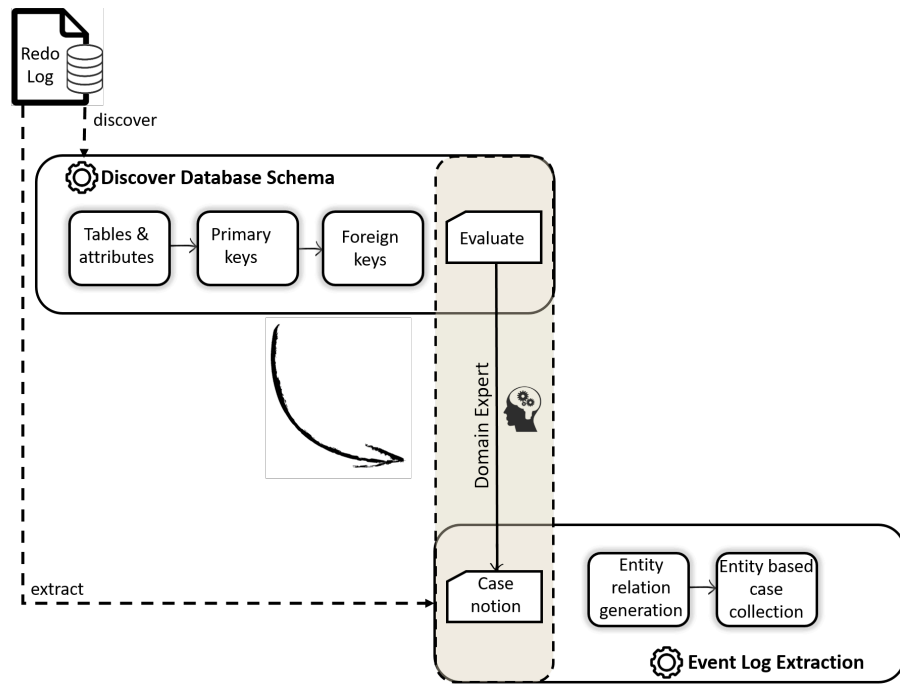 Redo
Log
discover
Discover Database Schema
Tables &
attributes
Primary
keys
Foreign
keys
Evaluate
Domain Expert
extract
Case
notion
Entity
relation
generation
Entity based
case
collection
Event Log Extraction